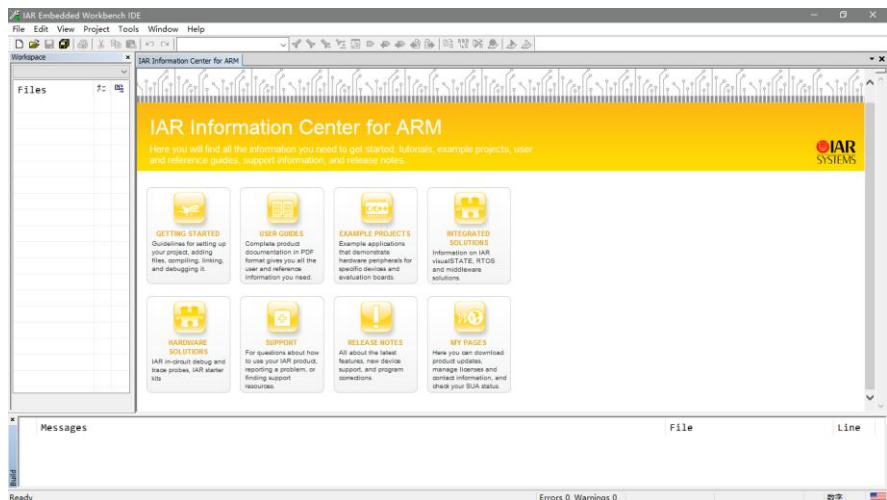 IAR Embedded Workbench IDE
File Edit View Project Tools Window Help
Workspace
IAR Information Center for ARM
Files
IAR Information Center for ARM
Here you will find all the information you need to get started: tutorials, example projects, user
and reference guides, support information, and release notes.
IAR
SYSTEMS
GETTING STARTED
Guidelines for setting up
your project, adding
files, compiling, linking,
and debugging it.
USER GUIDES
Complete product
documentation in PDF
format gives you all the
user and reference
information you need.
C/C++
EXAMPLE PROJECTS
Example applications
that demonstrate
hardware peripherals for
specific devices and
evaluation boards.
INTEGRATED
SOLUTIONS
Information on IAR
visualSTATE, RTOS
and middleware
solutions.
HARDWARE
SOLUTIONS
IAR in-circuit debug and
trace probes, IAR starter
kits
SUPPORT
For questions about how
to use your IAR product,
reporting a problem, or
finding support
resources.
RELEASE NOTES
All about the latest
features, new device
support, and program
corrections.
MY PAGES
Here you can download
product updates,
manage licenses and
contact information, and
check your SUA status.
Messages File Line
Build
Ready Errors 0, Warnings 0 数字